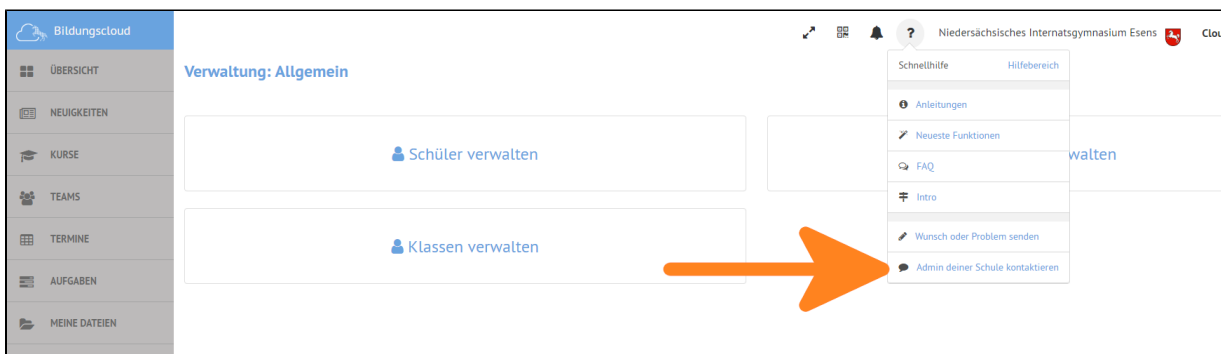 Bildungscloud
? Niedersächsisches Internatsgymnasium Esens Clou
ÜBERSICHT
NEUIGKEITEN
KURSE
TEAMS
TERMINE
AUFGABEN
MEINE DATEIEN
Verwaltung: Allgemein
Schüler verwalten
walten
Klassen verwalten
Schnellhilfe Hilfebereich
Anleitungen
Neueste Funktionen
FAQ
Intro
Wunsch oder Problem senden
Admin deiner Schule kontaktieren